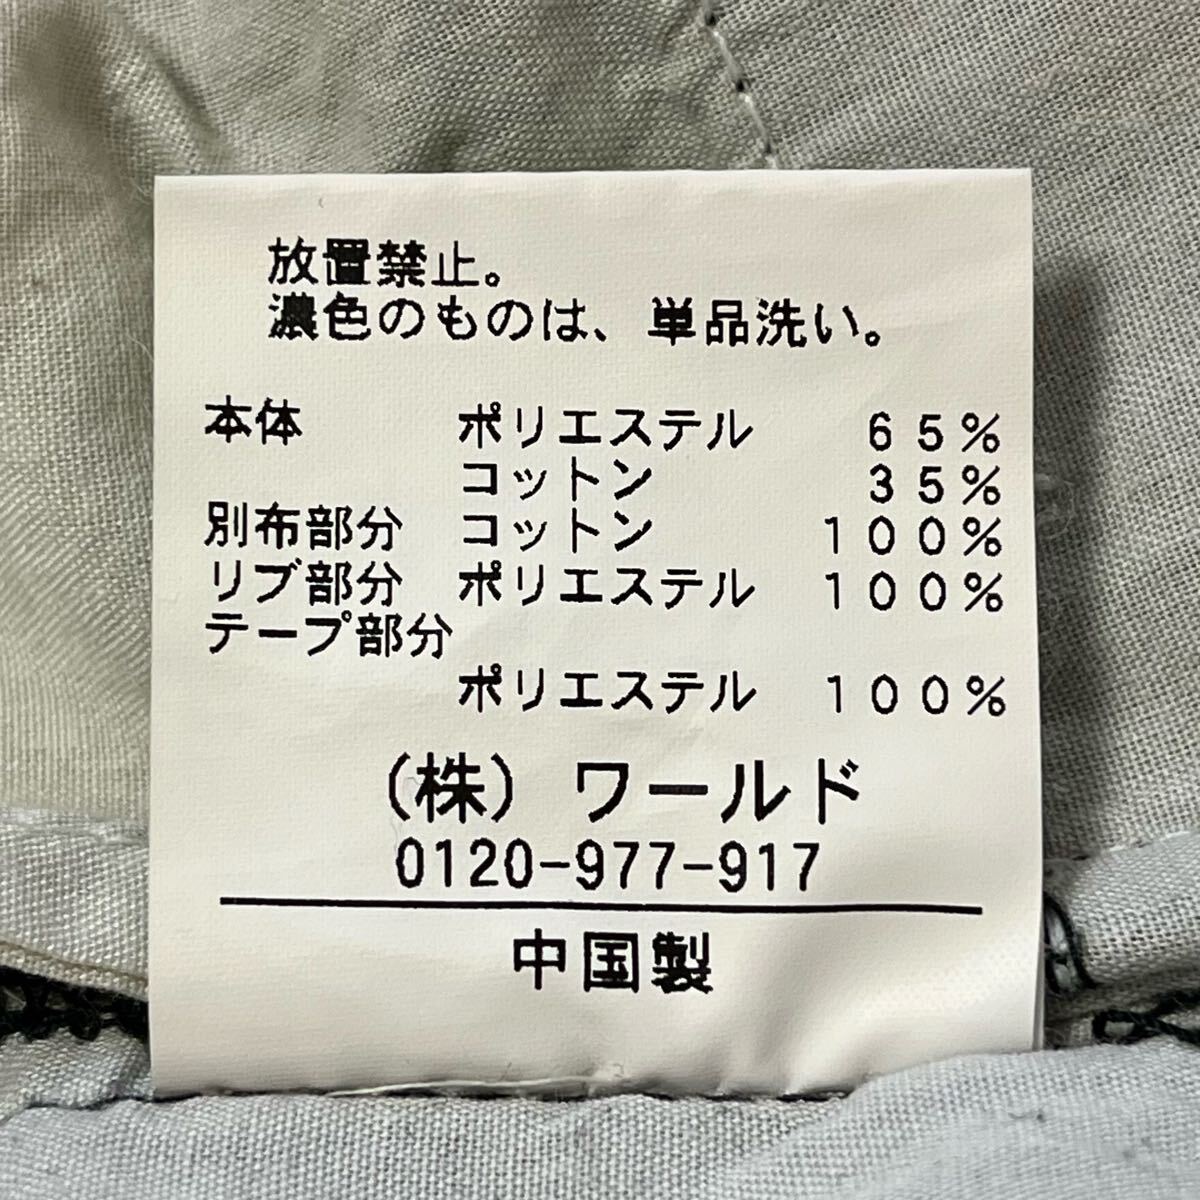 放置禁止。
濃色のものは、単品洗い。
本体 ポリエステル 65%
コットン 35%
別布部分 コットン 100%
リブ部分 ポリエステル 100%
テープ部分
ポリエステル 100%
(株) ワールド
0120-977-917
中国製